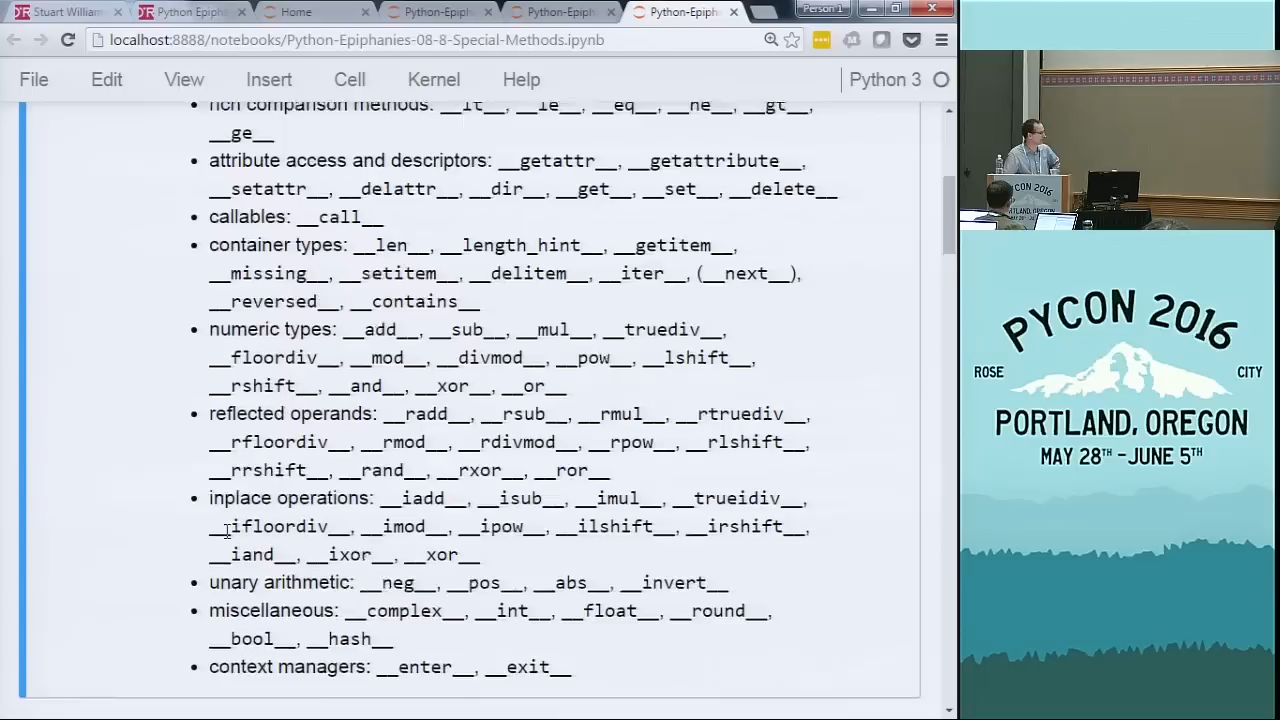 Stuart William
Python Epiph
Home
Python-Epiph
Python-Epiph
Python-Epiph
Person 1
localhost:8888/notebooks/Python-Epiphanies-08-8-Special-Methods.ipynb
File Edit View Insert Cell Kernel Help Python 3
rich comparison methods: __lt__, __le__, __eq__, __ne__, __gt__,
__ge__
attribute access and descriptors: __getattr__, __getattribute__,
__setattr__, __delattr__, __dir__, __get__, __set__, __delete__
callables: __call__
container types: __len__, __length_hint__, __getitem__,
__missing__, __setitem__, __delitem__, __iter__, (__next__),
__reversed__, __contains__
numeric types: __add__, __sub__, __mul__, __truediv__,
__floordiv__, __mod__, __divmod__, __pow__, __lshift__,
__rshift__, __and__, __xor__, __or__
reflected operands: __radd__, __rsub__, __rmul__, __rtruediv__,
__rfloordiv__, __rmod__, __rdivmod__, __rpow__, __rlshift__,
__rrshift__, __rand__, __rxor__, __ror__
inplace operations: __iadd__, __isub__, __imul__, __trueidiv__,
__ifloordiv__, __imod__, __ipow__, __ilshift__, __irshift__,
__iand__, __ixor__, __xor__
unary arithmetic: __neg__, __pos__, __abs__, __invert__
miscellaneous: __complex__, __int__, __float__, __round__,
__bool__, __hash__
context managers: __enter__, __exit__
PYCON 2016
PORTLAND, OREGON
PYCON 2016
ROSE CITY
PORTLAND, OREGON
MAY 28TH - JUNE 5TH